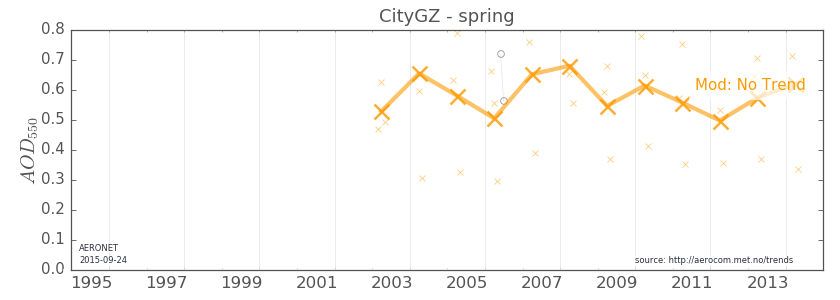 CityGZ - spring
0.8
0.7
0.6
0.5
0.4
0.3
0.2
0.1
0.0
AOD550
Mod: No Trend
AERONET
2015-09-24
source: http://aerocom.met.no/trends
1995 1997 1999 2001 2003 2005 2007 2009 2011 2013